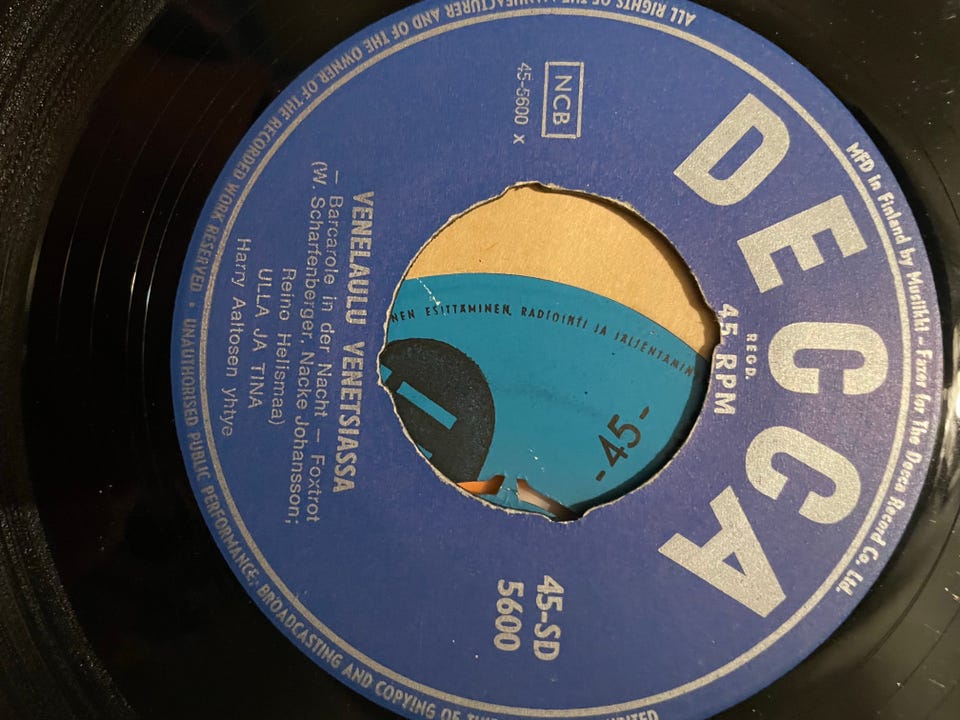 MFD in Finland by Musiikki-Fazer for The Decca Record Co. Ltd.
DECCA
REGD.
45 RPM
NCB
45-5600 x
45-SD
5600
VENELAULU VENETSIASSA
— Barcarole in der Nacht — Foxtrot
(W. Scharfenberger, Nacke Johansson;
Reino Helismaa)
ULLA JA TINA
Harry Aaltosen yhtye
ALL RIGHTS OF THE MANUFACTURER AND OF THE OWNER OF THE RECORDED WORK RESERVED • UNAUTHORISED PUBLIC PERFORMANCE, BROADCASTING AND COPYING OF
NEN ESITTÄMINEN, RADIOINTI JA JÄLJENTÄMIN
-45-